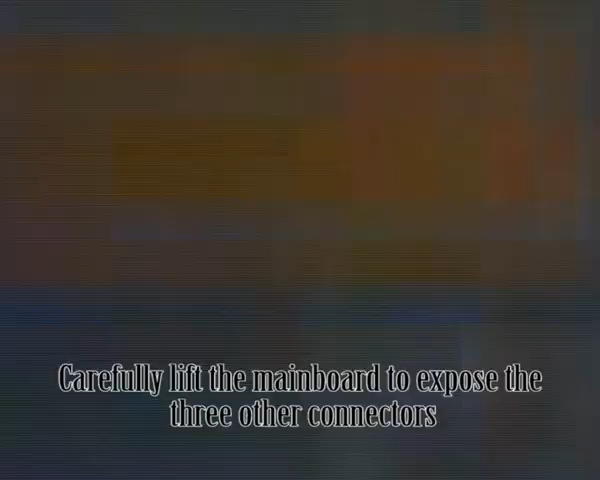 Carefully lift the mainboard to expose the
three other connectors